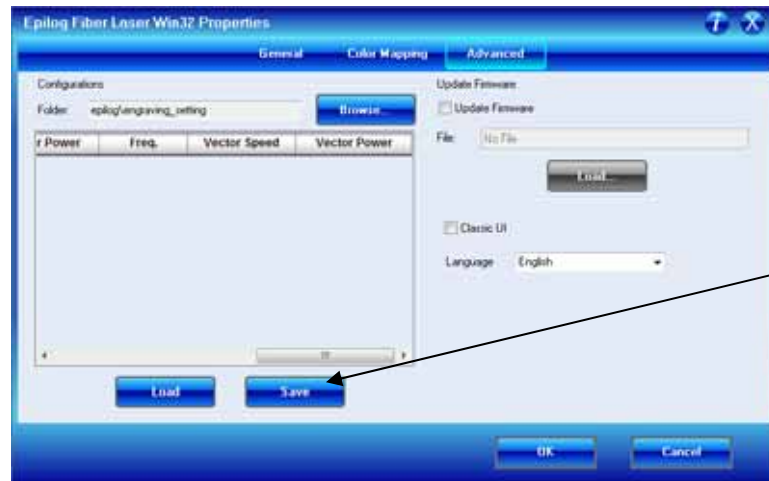 Epilog Fiber Laser Win32 Properties
General Color Mapping Advanced
Configurations
Folder epilog\engraving_setting Browse...
r Power Freq. Vector Speed Vector Power
Load Save
Update Firmware
Update Firmware
File: No File
Load...
Classic UI
Language English
OK Cancel